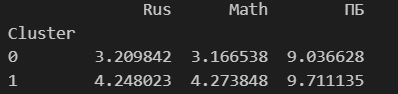 Rus Math ПБ
Cluster
0 3.209842 3.166538 9.036628
1 4.248023 4.273848 9.711135